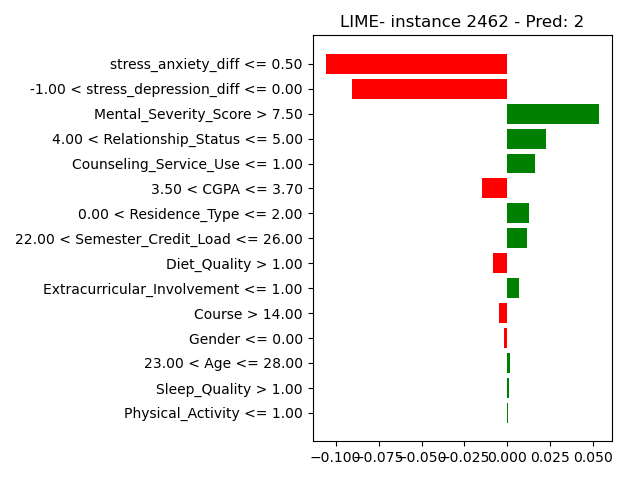 LIME- instance 2462 - Pred: 2
stress_anxiety_diff <= 0.50
-1.00 < stress_depression_diff <= 0.00
Mental_Severity_Score > 7.50
4.00 < Relationship_Status <= 5.00
Counseling_Service_Use <= 1.00
3.50 < CGPA <= 3.70
0.00 < Residence_Type <= 2.00
22.00 < Semester_Credit_Load <= 26.00
Diet_Quality > 1.00
Extracurricular_Involvement <= 1.00
Course > 14.00
Gender <= 0.00
23.00 < Age <= 28.00
Sleep_Quality > 1.00
Physical_Activity <= 1.00
−0.100 −0.075 −0.050 −0.025 0.000 0.025 0.050